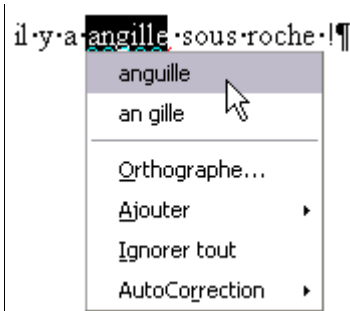 il·y·a·angille·sous·roche·!¶
anguille
an gille
Orthographe...
Ajouter
Ignorer tout
AutoCorrection